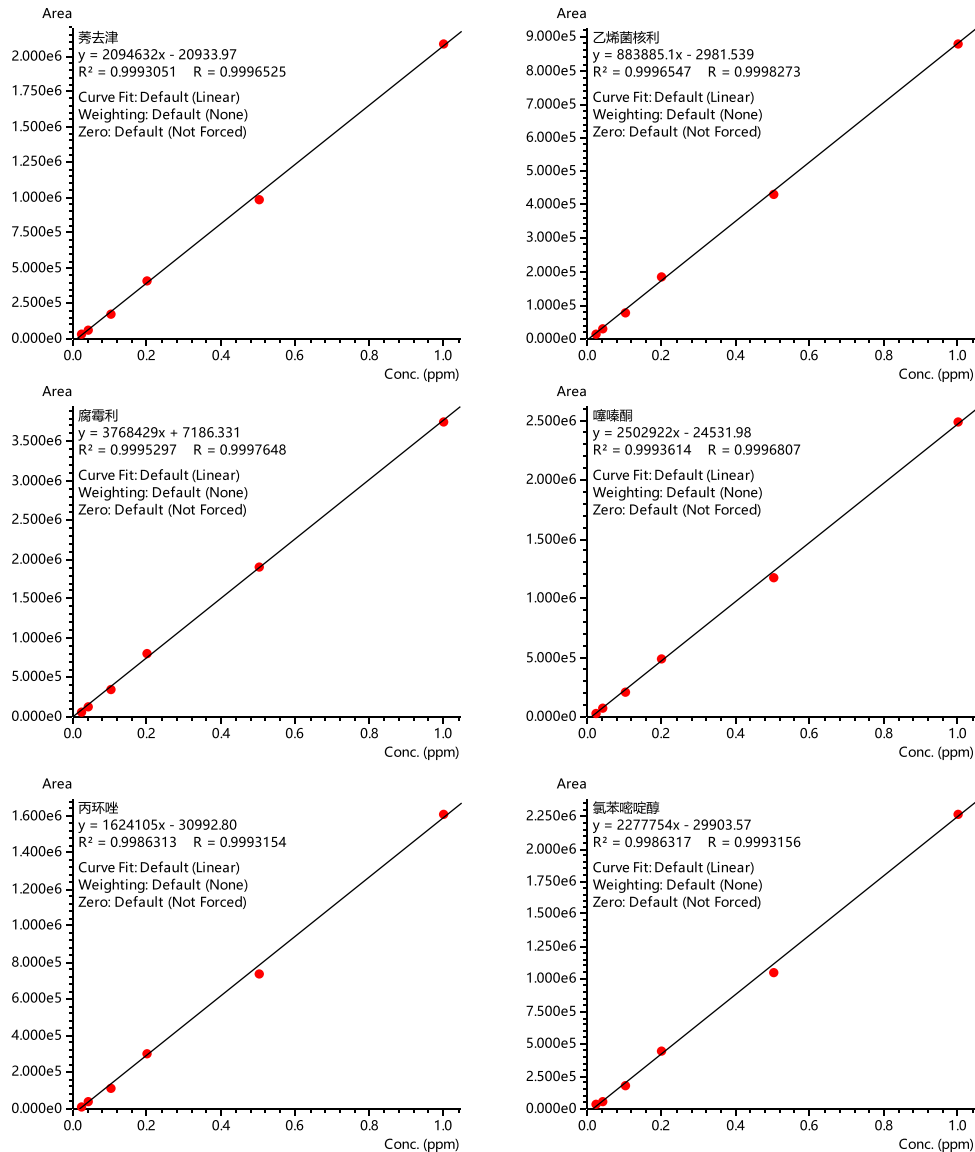 Area
莠去津
y = 2094632x - 20933.97
R² = 0.9993051 R = 0.9996525
Curve Fit: Default (Linear)
Weighting: Default (None)
Zero: Default (Not Forced)
2.000e6
1.750e6
1.500e6
1.250e6
1.000e6
7.500e5
5.000e5
2.500e5
0.000e0
0.0 0.2 0.4 0.6 0.8 1.0
Conc. (ppm)
Area
乙烯菌核利
y = 883885.1x - 2981.539
R² = 0.9996547 R = 0.9998273
Curve Fit: Default (Linear)
Weighting: Default (None)
Zero: Default (Not Forced)
9.000e5
8.000e5
7.000e5
6.000e5
5.000e5
4.000e5
3.000e5
2.000e5
1.000e5
0.000e0
0.0 0.2 0.4 0.6 0.8 1.0
Conc. (ppm)
Area
腐霉利
y = 3768429x + 7186.331
R² = 0.9995297 R = 0.9997648
Curve Fit: Default (Linear)
Weighting: Default (None)
Zero: Default (Not Forced)
3.500e6
3.000e6
2.500e6
2.000e6
1.500e6
1.000e6
5.000e5
0.000e0
0.0 0.2 0.4 0.6 0.8 1.0
Conc. (ppm)
Area
噻嗪酮
y = 2502922x - 24531.98
R² = 0.9993614 R = 0.9996807
Curve Fit: Default (Linear)
Weighting: Default (None)
Zero: Default (Not Forced)
2.500e6
2.000e6
1.500e6
1.000e6
5.000e5
0.000e0
0.0 0.2 0.4 0.6 0.8 1.0
Conc. (ppm)
Area
丙环唑
y = 1624105x - 30992.80
R² = 0.9986313 R = 0.9993154
Curve Fit: Default (Linear)
Weighting: Default (None)
Zero: Default (Not Forced)
1.600e6
1.400e6
1.200e6
1.000e6
8.000e5
6.000e5
4.000e5
2.000e5
0.000e0
0.0 0.2 0.4 0.6 0.8 1.0
Conc. (ppm)
Area
氯苯嘧啶醇
y = 2277754x - 29903.57
R² = 0.9986317 R = 0.9993156
Curve Fit: Default (Linear)
Weighting: Default (None)
Zero: Default (Not Forced)
2.250e6
2.000e6
1.750e6
1.500e6
1.250e6
1.000e6
7.500e5
5.000e5
2.500e5
0.000e0
0.0 0.2 0.4 0.6 0.8 1.0
Conc. (ppm)